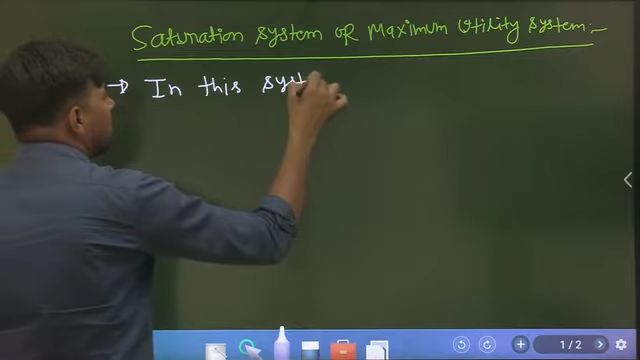 Saturation System OR Maximum Utility System:-
→ In this syst
1/2